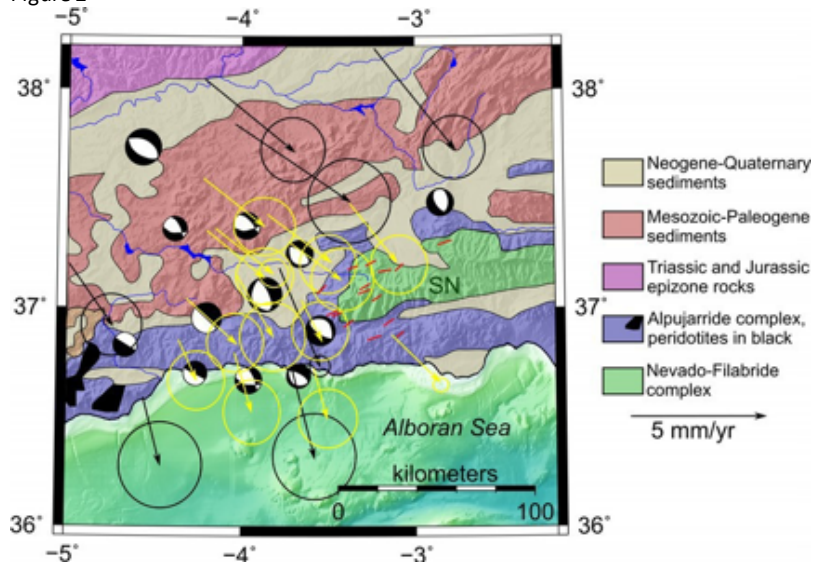 −5˚ −4˚ −3˚
38˚ 38˚
Neogene-Quaternary
sediments
Mesozoic-Paleogene
sediments
Triassic and Jurassic
epizone rocks
SN
37˚ 37˚
Alpujarride complex,
peridotites in black
Nevado-Filabride
complex
5 mm/yr
Alboran Sea
kilometers
0 100
36˚ 36˚
−5˚ −4˚ −3˚